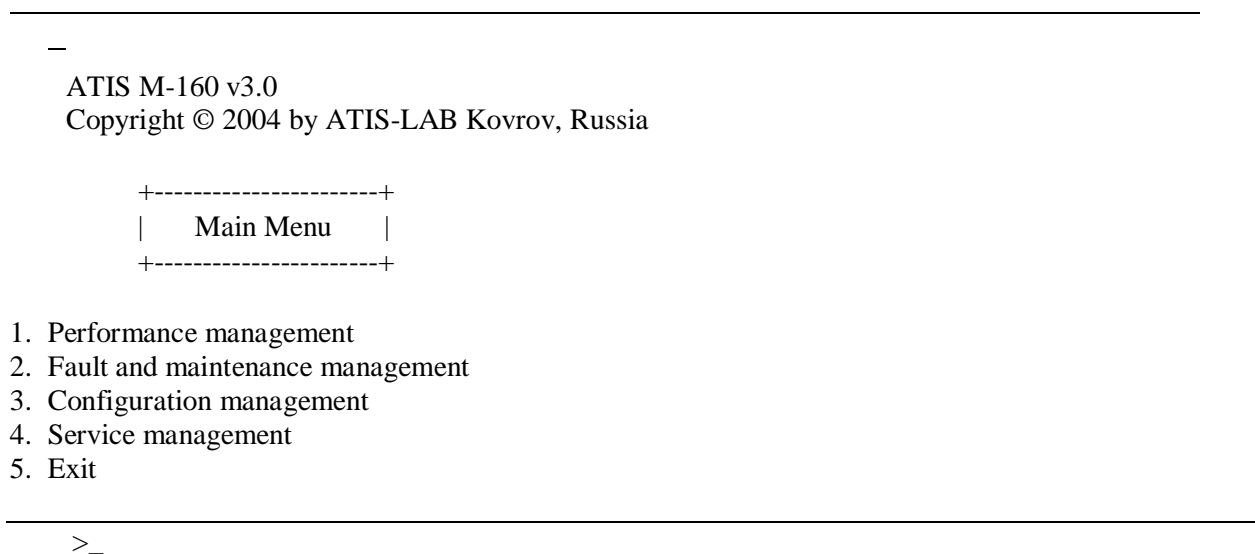 _
ATIS M-160 v3.0
Copyright © 2004 by ATIS-LAB Kovrov, Russia
+-----------------------+
| Main Menu |
+-----------------------+
1. Performance management
2. Fault and maintenance management
3. Configuration management
4. Service management
5. Exit
>_